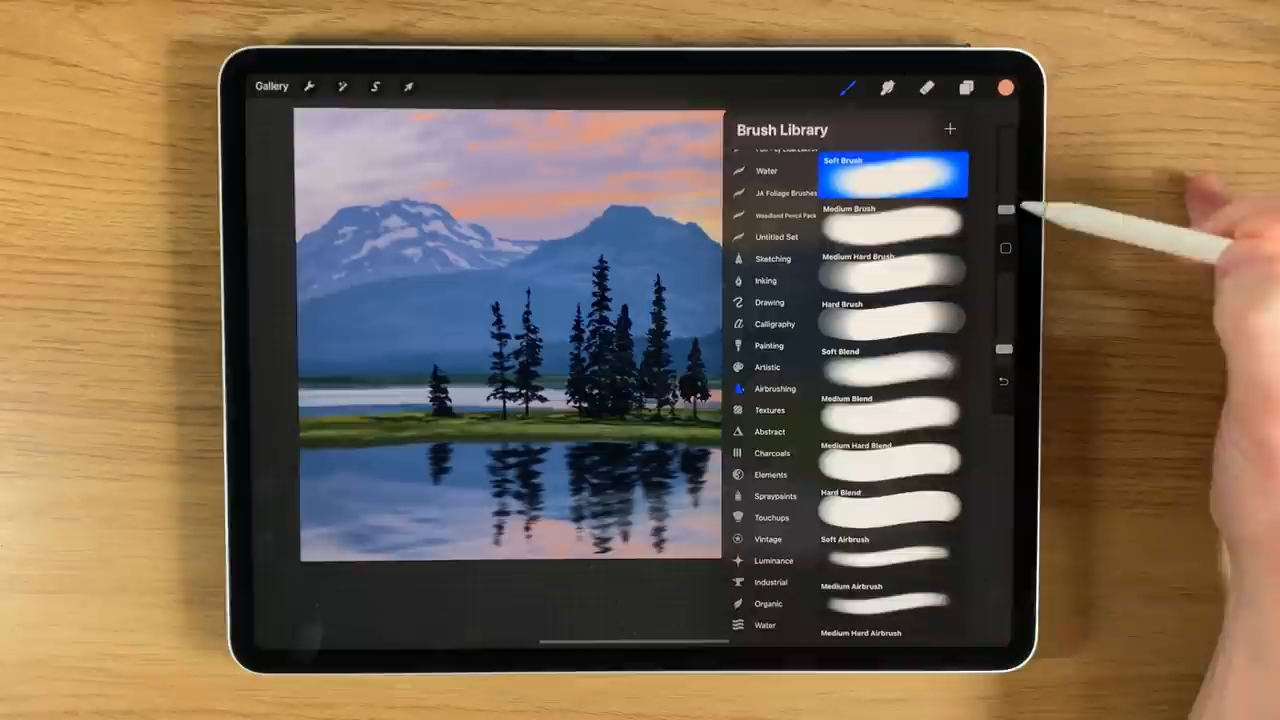 Gallery
S
Brush Library
Water
JA Foliage Brushes
Woodland Pencil Pack
Untitled Set
Sketching
Inking
Drawing
Calligraphy
Painting
Artistic
Airbrushing
Textures
Abstract
Charcoals
Elements
Spraypaints
Touchups
Vintage
Luminance
Industrial
Organic
Water
Soft Brush
Medium Brush
Medium Hard Brush
Hard Brush
Soft Blend
Medium Blend
Medium Hard Blend
Hard Blend
Soft Airbrush
Medium Airbrush
Medium Hard Airbrush